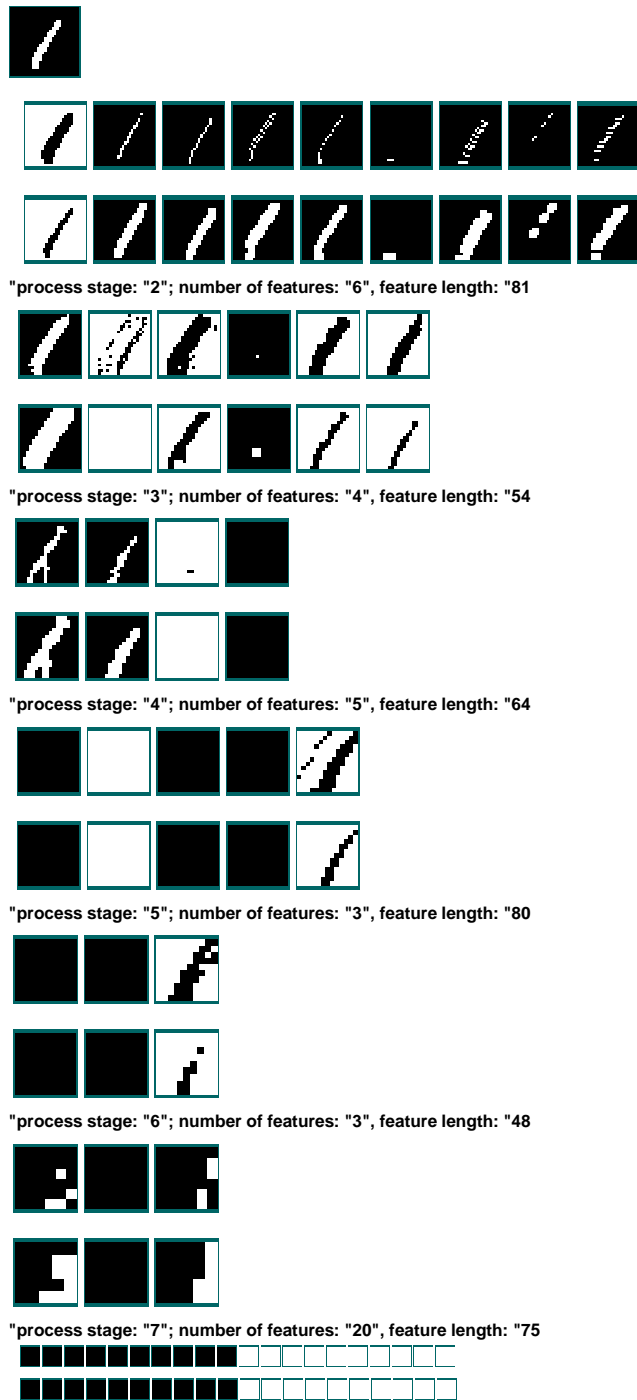 "process stage: "2"; number of features: "6", feature length: "81
"process stage: "3"; number of features: "4", feature length: "54
"process stage: "4"; number of features: "5", feature length: "64
"process stage: "5"; number of features: "3", feature length: "80
"process stage: "6"; number of features: "3", feature length: "48
"process stage: "7"; number of features: "20", feature length: "75